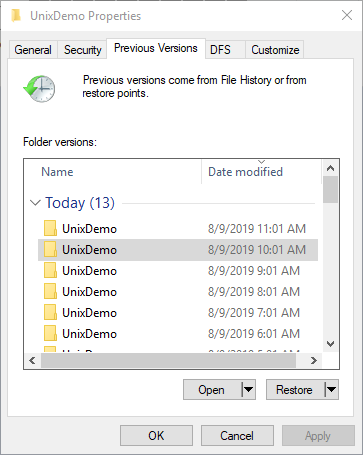 UnixDemo Properties
General Security Previous Versions DFS Customize
Previous versions come from File History or from
restore points.
Folder versions:
Name Date modified
Today (13)
UnixDemo 8/9/2019 11:01 AM
UnixDemo 8/9/2019 10:01 AM
UnixDemo 8/9/2019 9:01 AM
UnixDemo 8/9/2019 8:01 AM
UnixDemo 8/9/2019 7:01 AM
UnixDemo 8/9/2019 6:01 AM
Open Restore
OK Cancel Apply